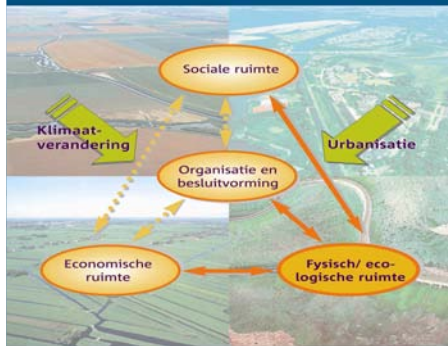 Sociale ruimte
Klimaat-
verandering
Urbanisatie
Organisatie en
besluitvorming
Economische
ruimte
Fysisch/ eco-
logische ruimte